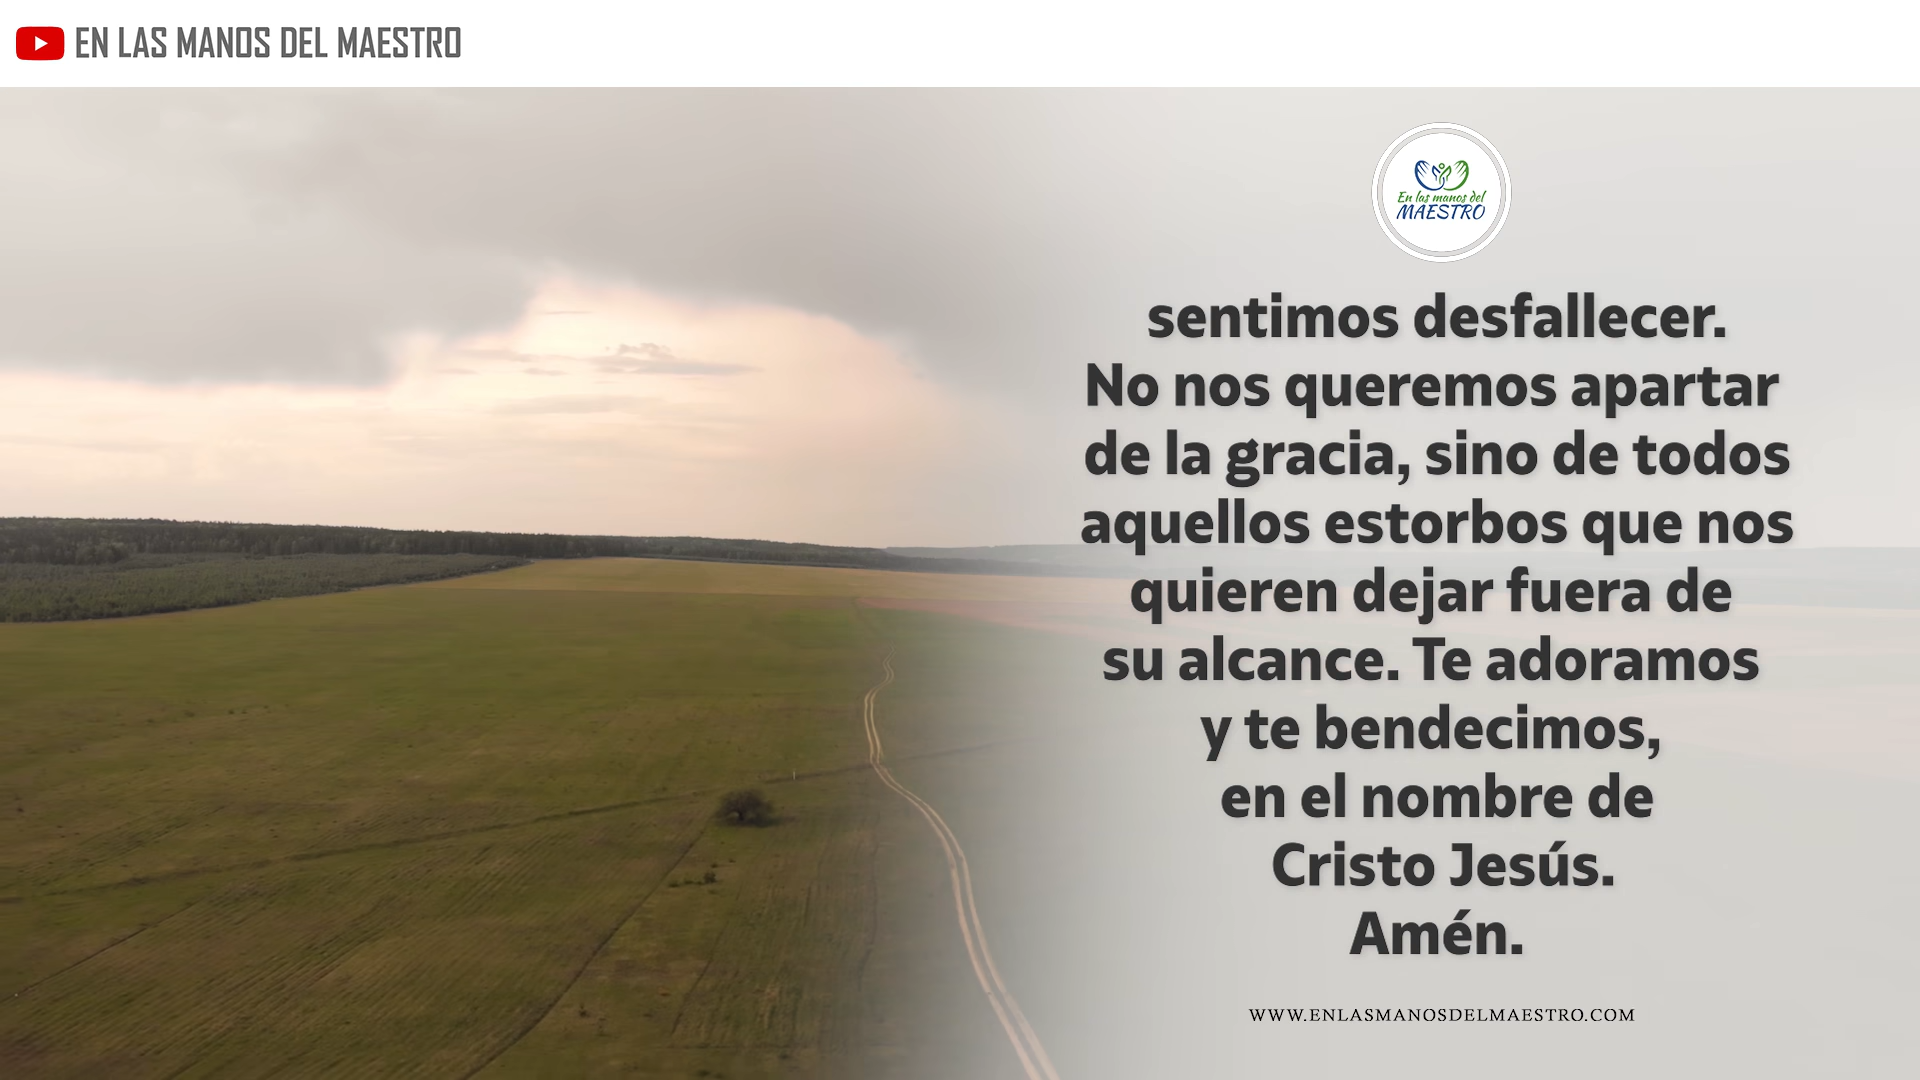 EN LAS MANOS DEL MAESTRO
En las manos del
MAESTRO
sentimos desfallecer.
No nos queremos apartar
de la gracia, sino de todos
aquellos estorbos que nos
quieren dejar fuera de
su alcance. Te adoramos
y te bendecimos,
en el nombre de
Cristo Jesús.
Amén.
WWW.ENLASMANOSDELMAESTRO.COM